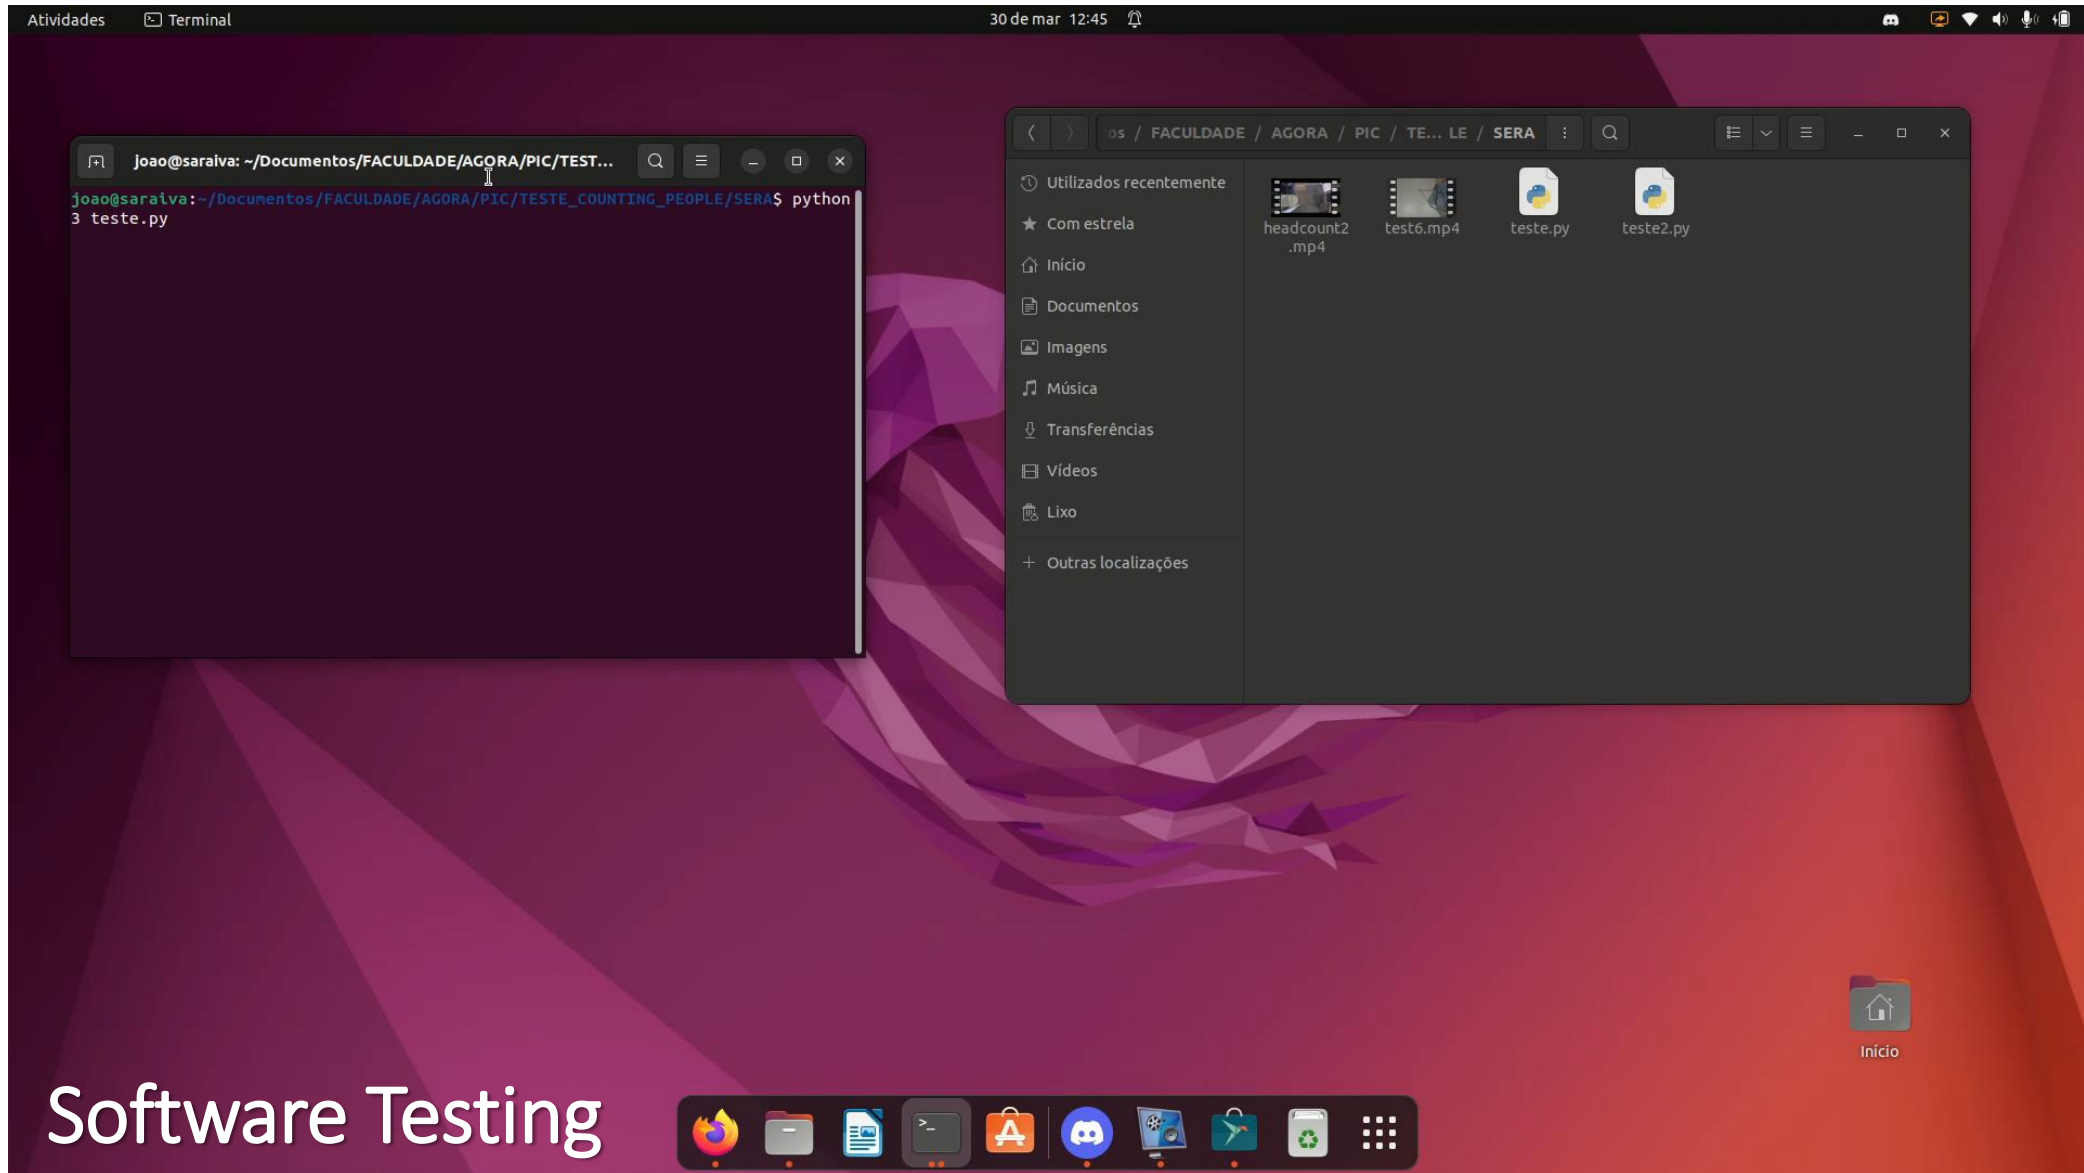 Atividades
Terminal
30 de mar 12:45
joao@saraiva: ~/Documentos/FACULDADE/AGORA/PIC/TEST...
joao@saraiva:~/Documentos/FACULDADE/AGORA/PIC/TESTE_COUNTING_PEOPLE/SERA$ python
3 teste.py
os / FACULDADE / AGORA / PIC / TE... LE / SERA
Utilizados recentemente
Com estrela
Início
Documentos
Imagens
Música
Transferências
Vídeos
Lixo
Outras localizações
headcount2
.mp4
test6.mp4
teste.py
teste2.py
Início
Software Testing